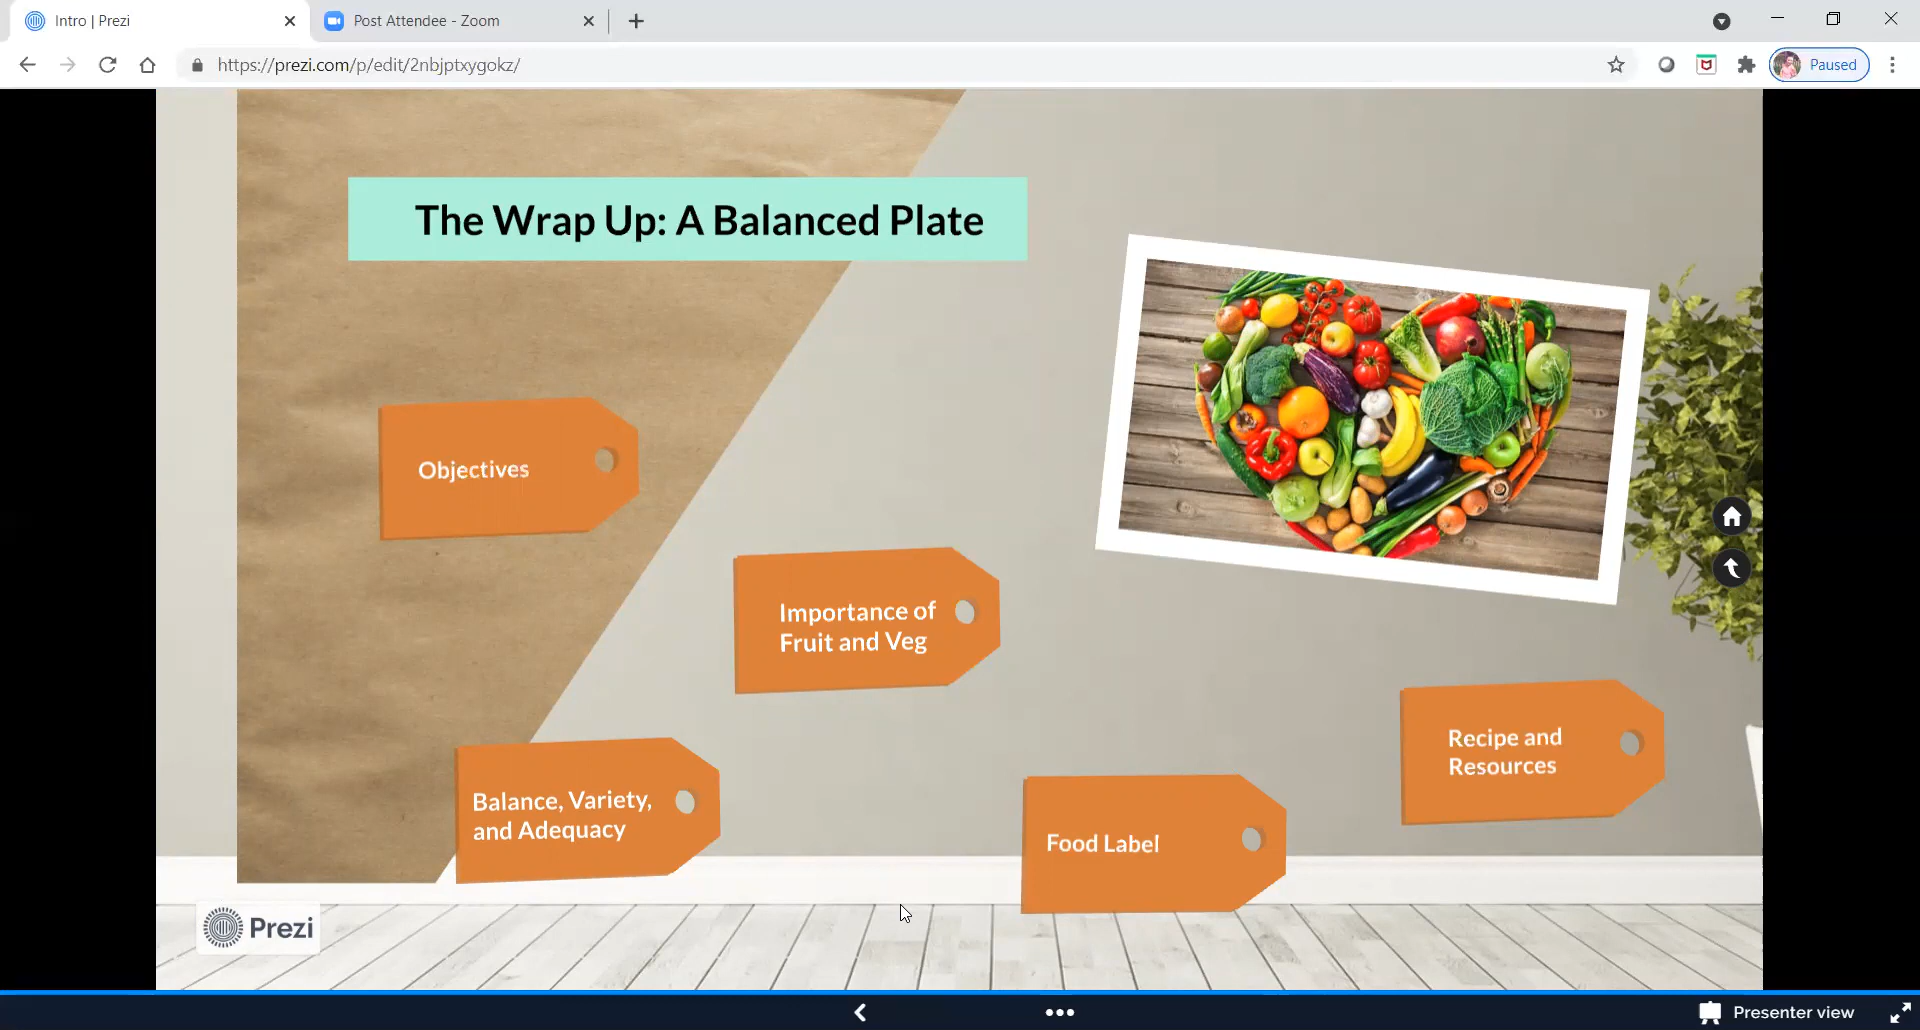 Intro | Prezi
Post Attendee - Zoom
https://prezi.com/p/edit/2nbjptxygokz/
Paused
The Wrap Up: A Balanced Plate
Objectives
Importance of
Fruit and Veg
Recipe and
Resources
Balance, Variety,
and Adequacy
Food Label
Prezi
Presenter view